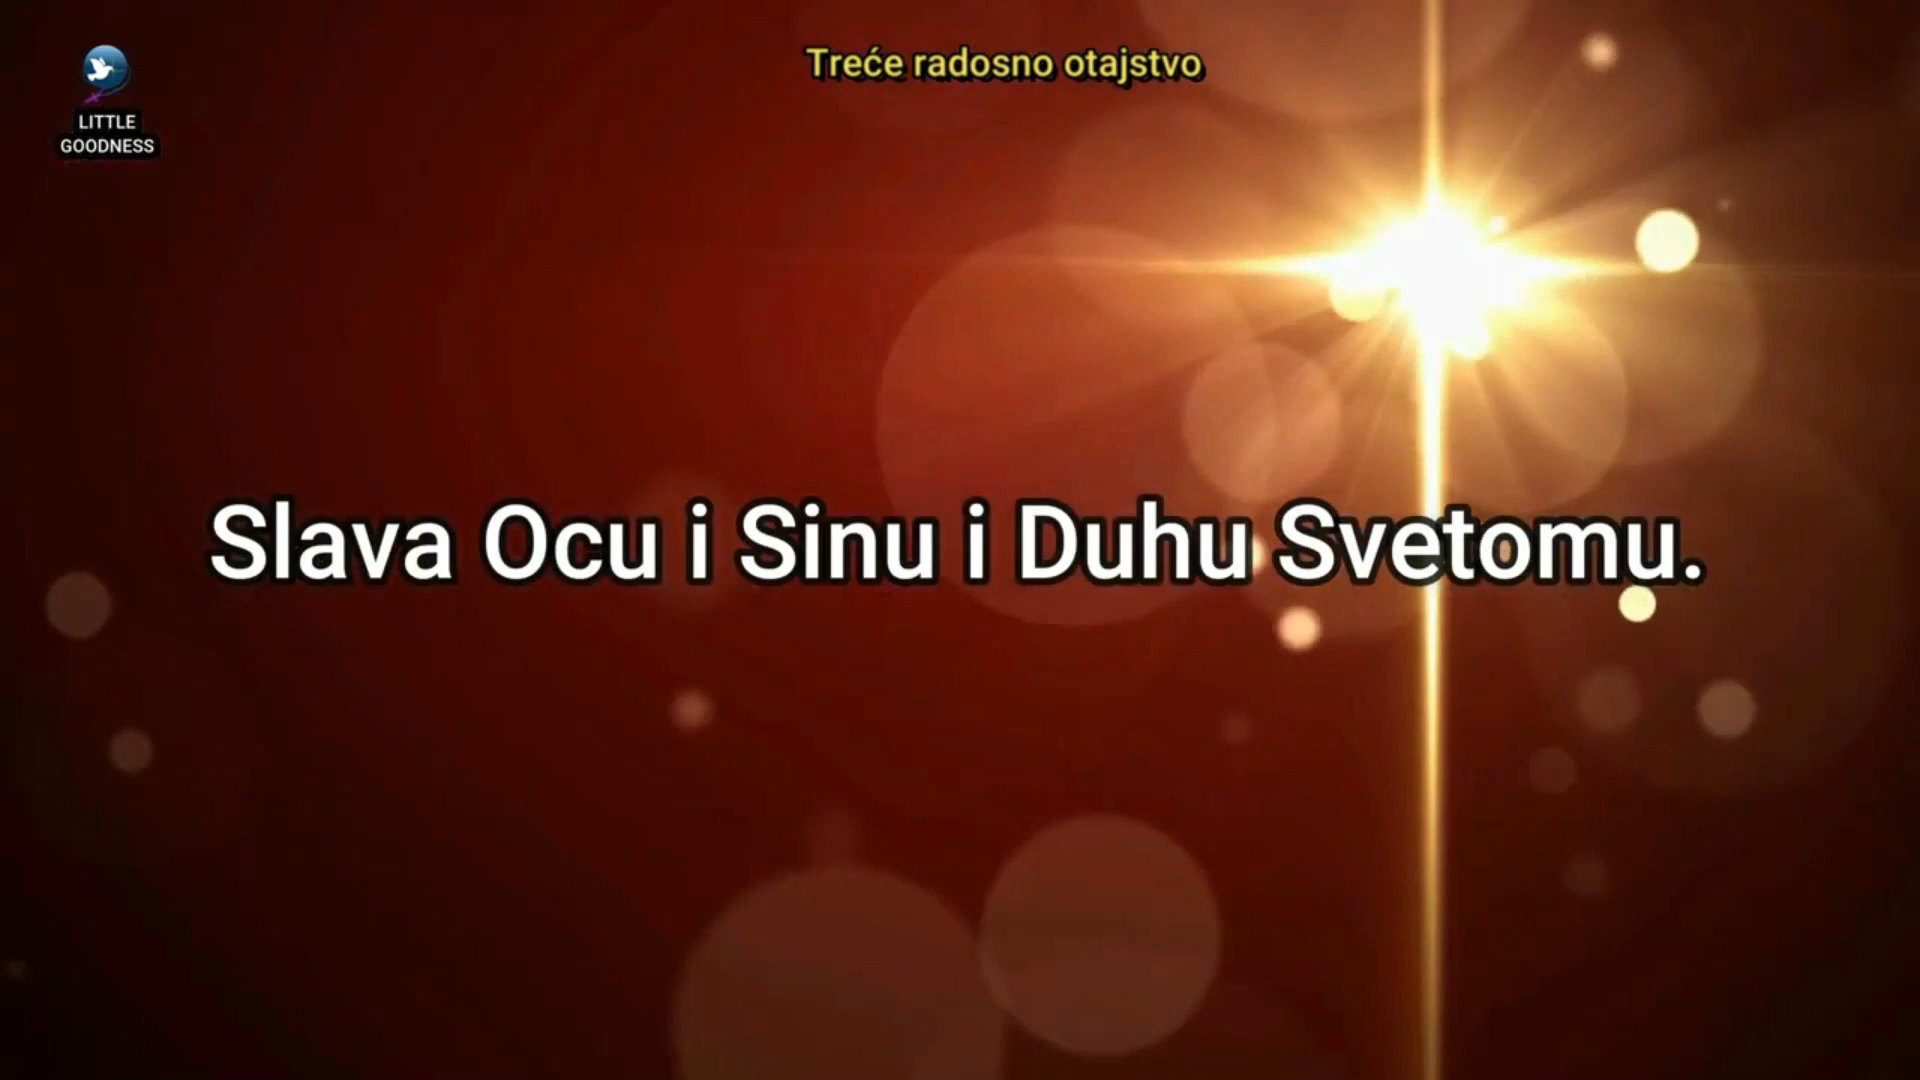 Treće radosno otajstvo
LITTLE
GOODNESS
Slava Ocu i Sinu i Duhu Svetomu.